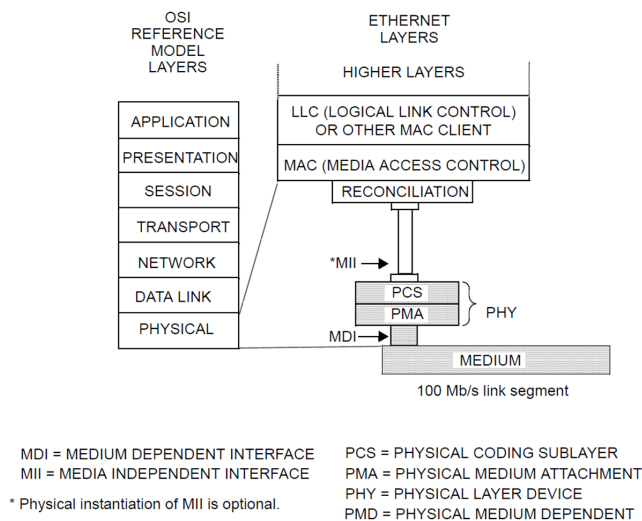 OSI
REFERENCE
MODEL
LAYERS
APPLICATION
PRESENTATION
SESSION
TRANSPORT
NETWORK
DATA LINK
PHYSICAL
ETHERNET
LAYERS
HIGHER LAYERS
LLC (LOGICAL LINK CONTROL)
OR OTHER MAC CLIENT
MAC (MEDIA ACCESS CONTROL)
RECONCILIATION
*MII
PCS
PMA
PHY
MDI
MEDIUM
100 Mb/s link segment
MDI = MEDIUM DEPENDENT INTERFACE
MII = MEDIA INDEPENDENT INTERFACE
* Physical instantiation of MII is optional.
PCS = PHYSICAL CODING SUBLAYER
PMA = PHYSICAL MEDIUM ATTACHMENT
PHY = PHYSICAL LAYER DEVICE
PMD = PHYSICAL MEDIUM DEPENDENT